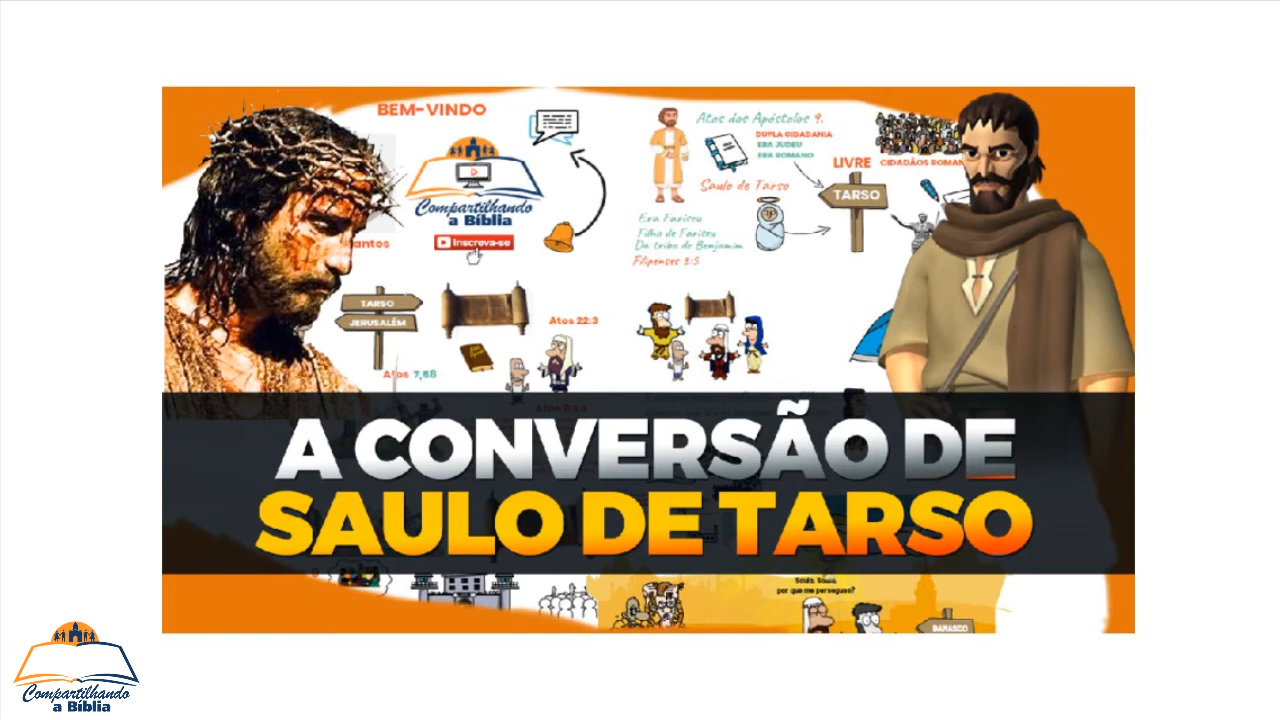 BEM-VINDO
Compartilhando
a Bíblia
Inscreva-se
antos
Atos dos Apóstolos 9.
DUPLA CIDADANIA
ERA JUDEU
ERA ROMANO
Saulo de Tarso
LIVRE
CIDADÃOS ROMAN
TARSO
Era Fariseu
Filho de Fariseu
Da tribo de Benjamim
Filipenses 3:5
TARSO
JERUSALÉM
Atos 22:3
Atos 7,58
A CONVERSÃO DE
SAULO DE TARSO
Saulo, Saulo,
por que me persegues?
DAMASCO
Compartilhando
a Bíblia